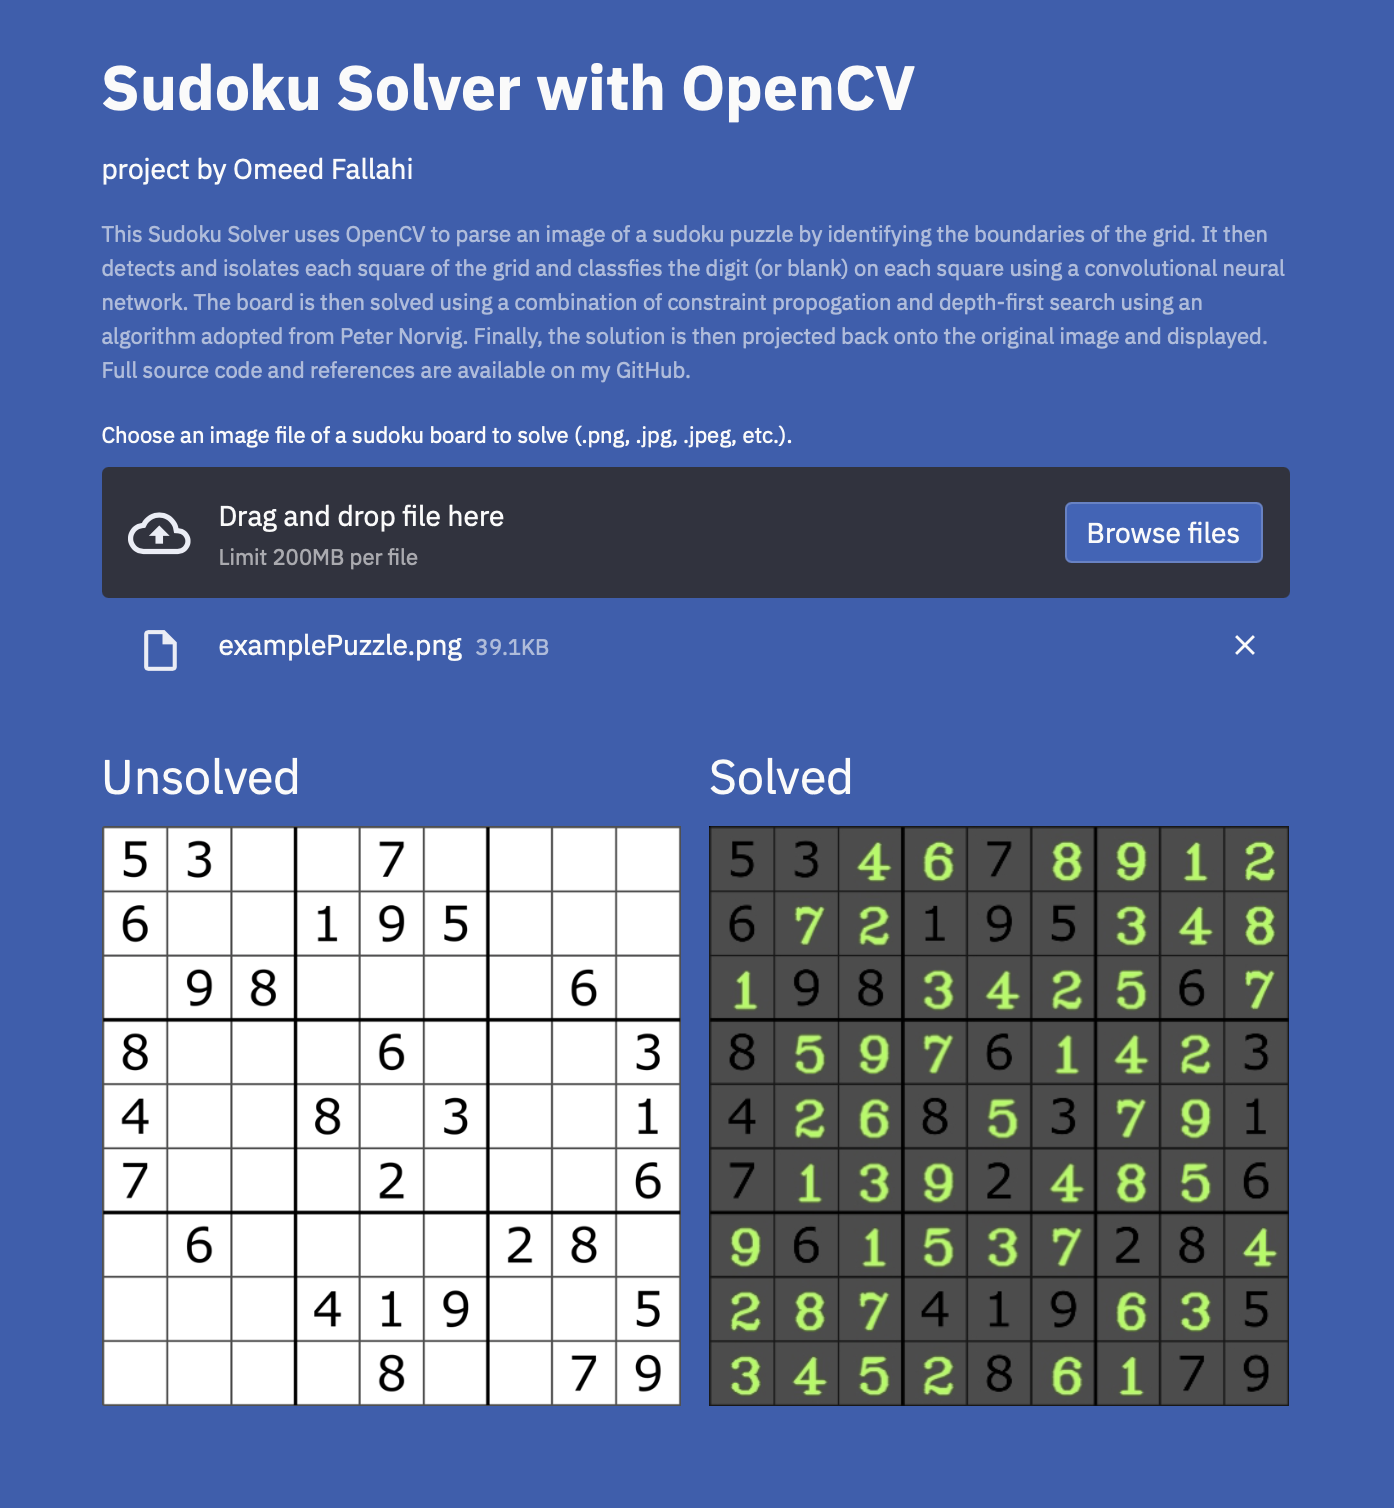 Sudoku Solver with OpenCV
project by Omeed Fallahi
This Sudoku Solver uses OpenCV to parse an image of a sudoku puzzle by identifying the boundaries of the grid. It then
detects and isolates each square of the grid and classfies the digit (or blank) on each square using a convolutional neural
network. The board is then solved using a combination of constraint propogation and depth-first search using an
algorithm adopted from Peter Norvig. Finally, the solution is then projected back onto the original image and displayed.
Full source code and references are available on my GitHub.
Choose an image file of a sudoku board to solve (.png, .jpg, .jpeg, etc.).
Drag and drop file here
Limit 200MB per file
Browse files
examplePuzzle.png 39.1KB
Unsolved
5 3 7
6 1 9 5
9 8 6
8 6 3
4 8 3 1
7 2 6
6 2 8
4 1 9 5
8 7 9
Solved
5 3 4 6 7 8 9 1 2
6 7 2 1 9 5 3 4 8
1 9 8 3 4 2 5 6 7
8 5 9 7 6 1 4 2 3
4 2 6 8 5 3 7 9 1
7 1 3 9 2 4 8 5 6
9 6 1 5 3 7 2 8 4
2 8 7 4 1 9 6 3 5
3 4 5 2 8 6 1 7 9